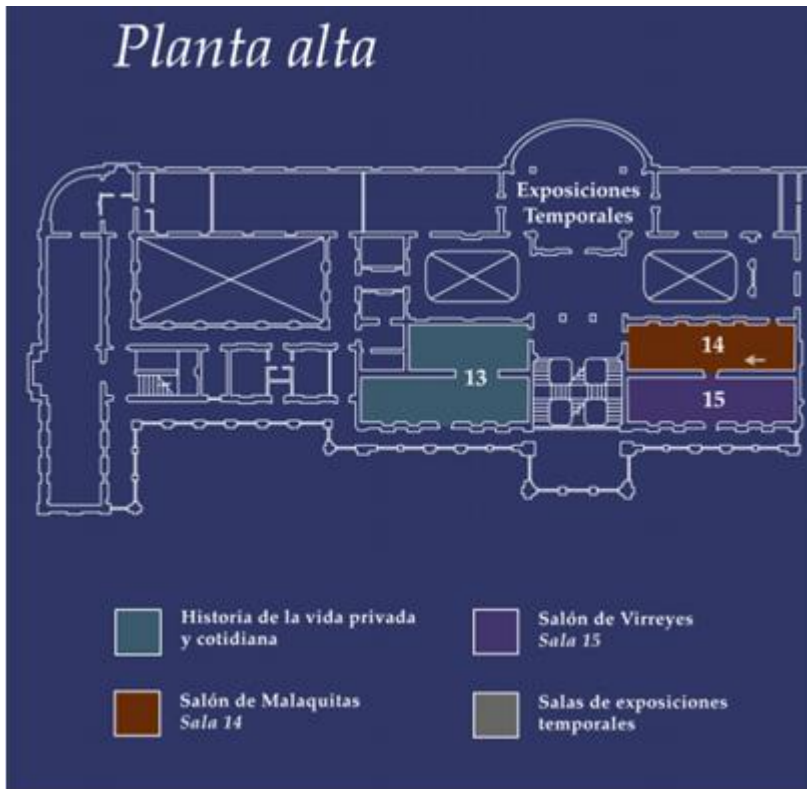 Planta alta
Exposiciones
Temporales
14
13
15
Historia de la vida privada
y cotidiana
Salón de Virreyes
Sala 15
Salón de Malaquitas
Sala 14
Salas de exposiciones
temporales